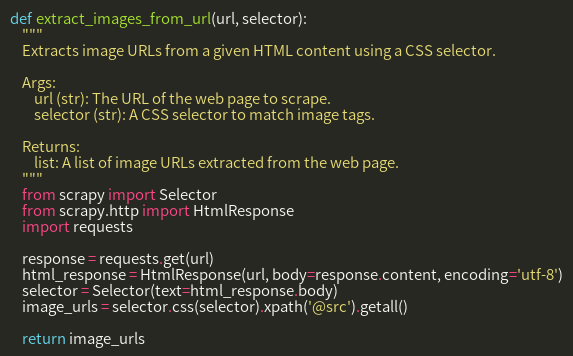 def extract_images_from_url(url, selector):
"""
Extracts image URLs from a given HTML content using a CSS selector.
Args:
url (str): The URL of the web page to scrape.
selector (str): A CSS selector to match image tags.
Returns:
list: A list of image URLs extracted from the web page.
"""
from scrapy import Selector
from scrapy.http import HtmlResponse
import requests
response = requests.get(url)
html_response = HtmlResponse(url, body=response.content, encoding='utf-8')
selector = Selector(text=html_response.body)
image_urls = selector.css(selector).xpath('@src').getall()
return image_urls